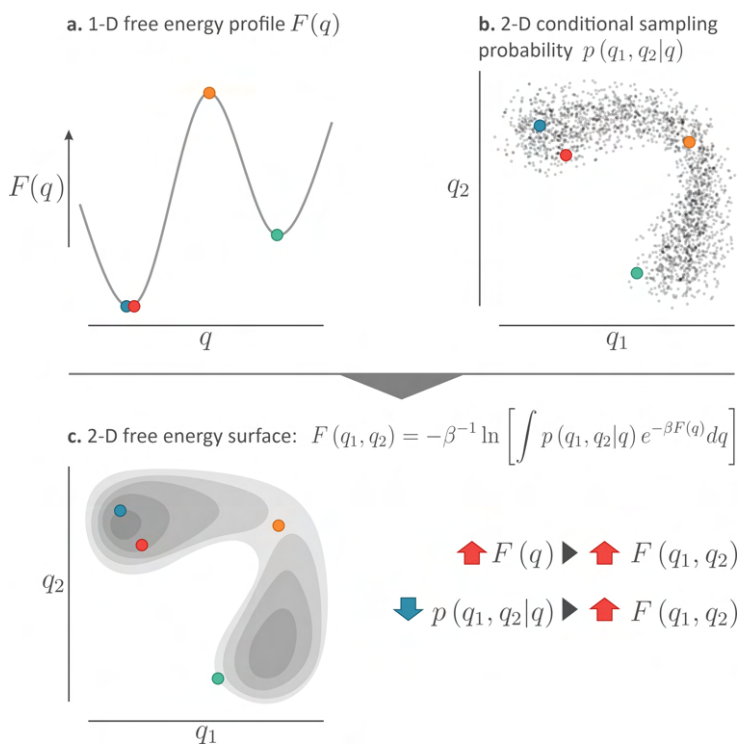 a. 1-D free energy profile F(q)
b. 2-D conditional sampling
probability p(q₁, q₂|q)
F(q)
q
q₂
q₁
c. 2-D free energy surface: F(q₁, q₂) = −β⁻¹ ln [∫ p(q₁, q₂|q) e^{−βF(q)} dq]
q₂
q₁
F(q) ▶ F(q₁, q₂)
p(q₁, q₂|q) ▶ F(q₁, q₂)